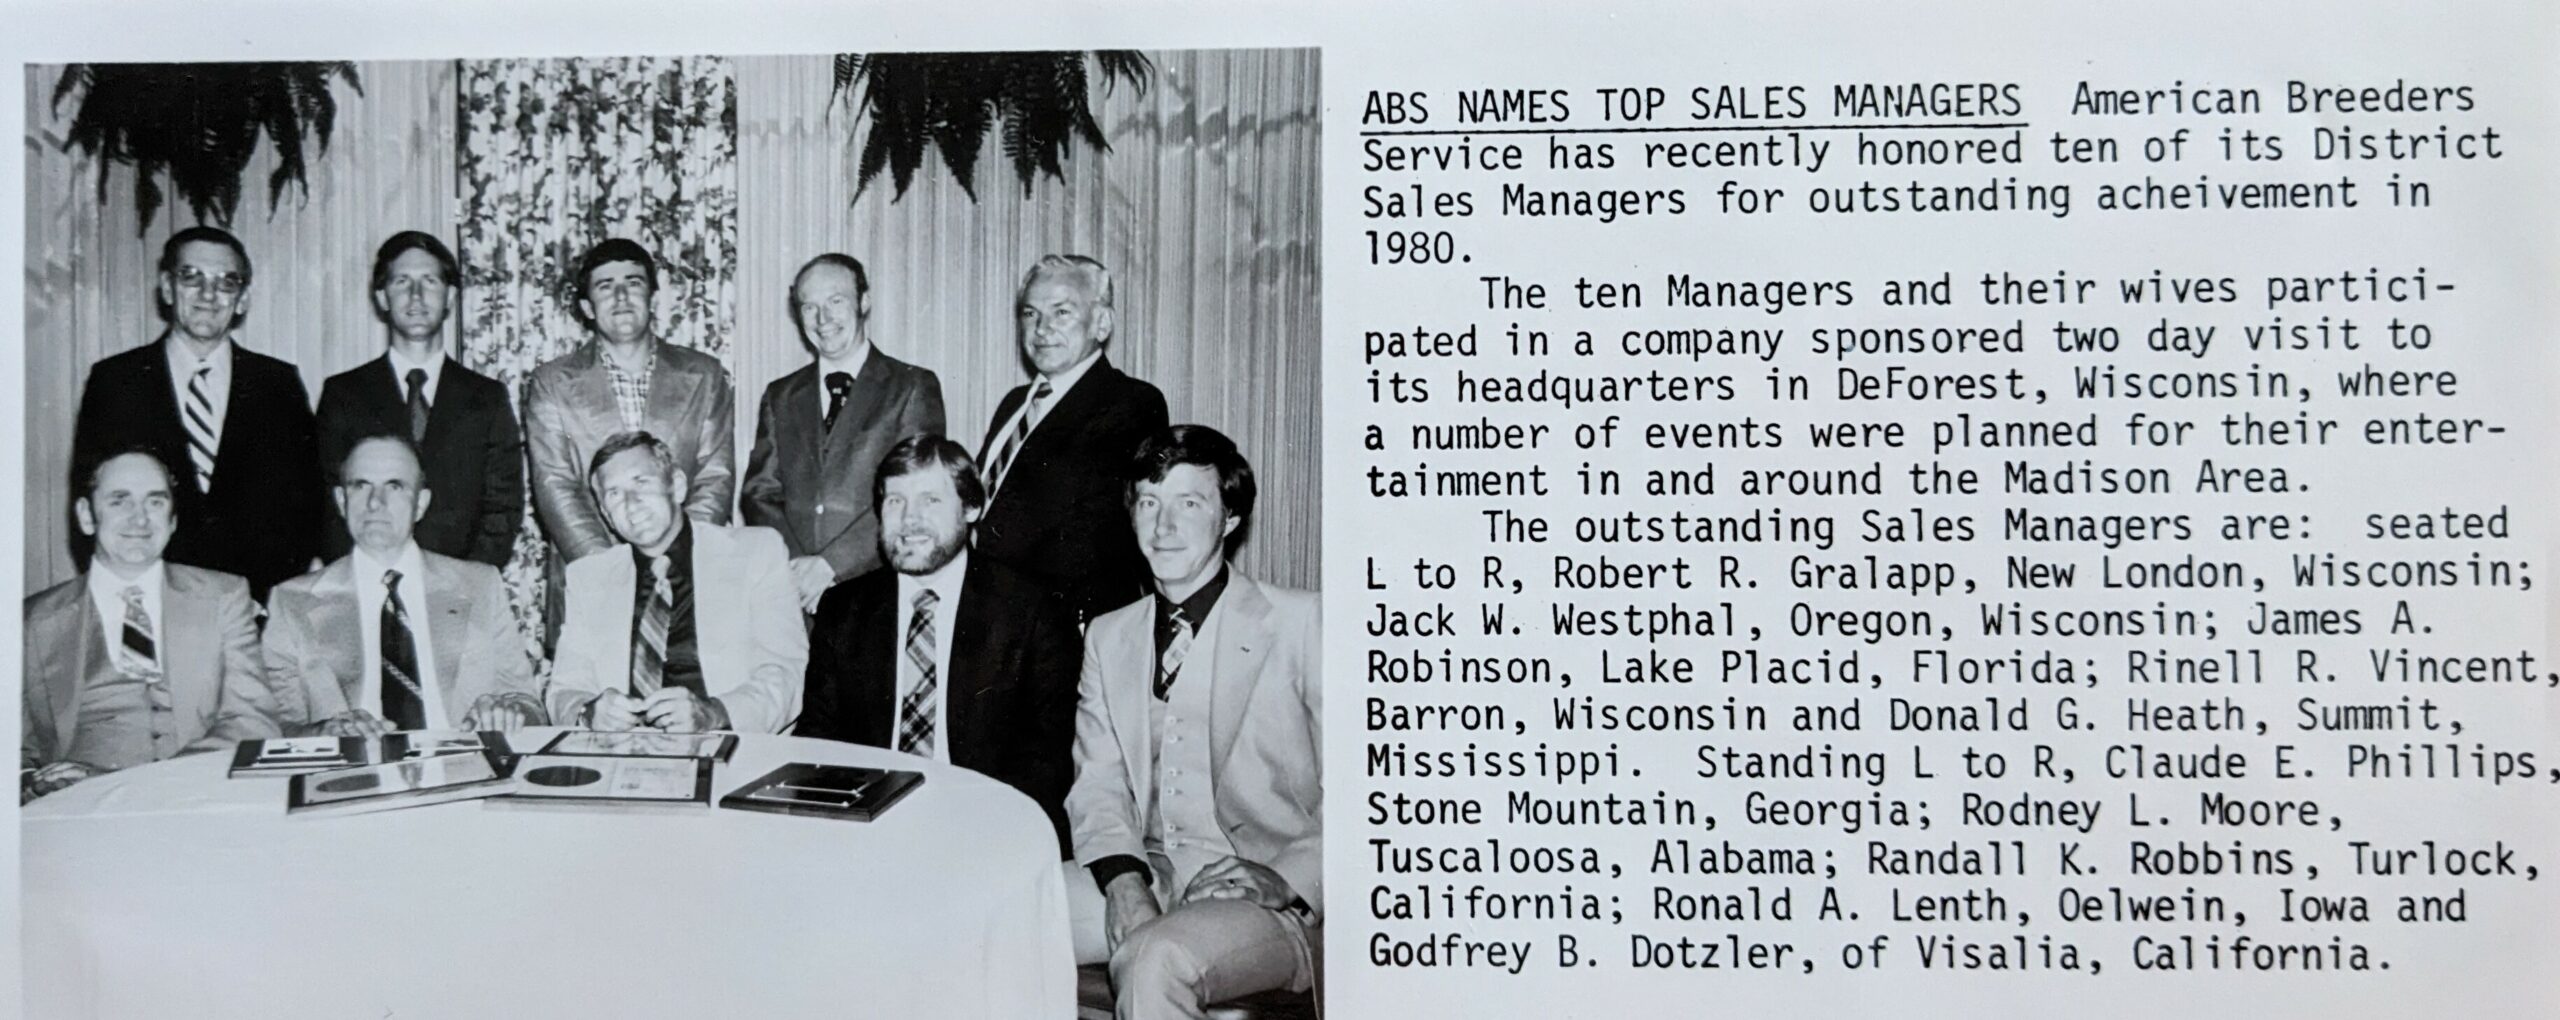 ABS NAMES TOP SALES MANAGERS American Breeders
Service has recently honored ten of its District
Sales Managers for outstanding acheivement in
1980.
The ten Managers and their wives partici-
pated in a company sponsored two day visit to
its headquarters in DeForest, Wisconsin, where
a number of events were planned for their enter-
tainment in and around the Madison Area.
The outstanding Sales Managers are: seated
L to R, Robert R. Gralapp, New London, Wisconsin;
Jack W. Westphal, Oregon, Wisconsin; James A.
Robinson, Lake Placid, Florida; Rinell R. Vincent,
Barron, Wisconsin and Donald G. Heath, Summit,
Mississippi. Standing L to R, Claude E. Phillips,
Stone Mountain, Georgia; Rodney L. Moore,
Tuscaloosa, Alabama; Randall K. Robbins, Turlock,
California; Ronald A. Lenth, Oelwein, Iowa and
Godfrey B. Dotzler, of Visalia, California.